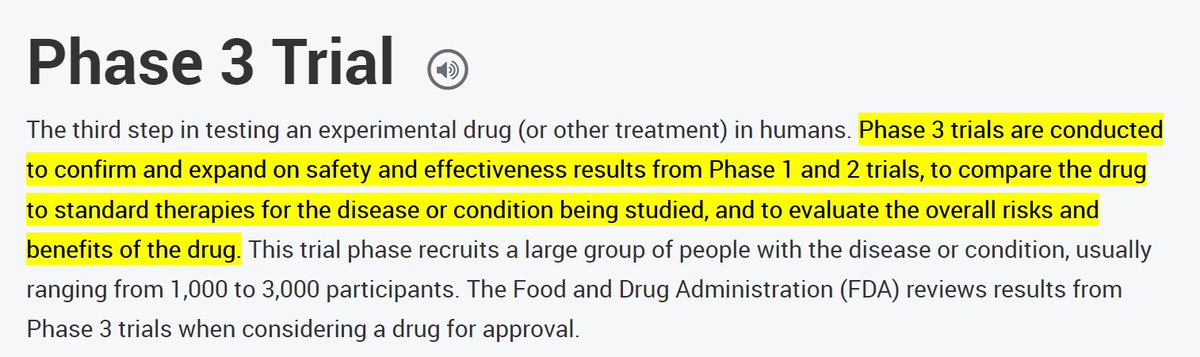 Phase 3 Trial
The third step in testing an experimental drug (or other treatment) in humans. Phase 3 trials are conducted
to confirm and expand on safety and effectiveness results from Phase 1 and 2 trials, to compare the drug
to standard therapies for the disease or condition being studied, and to evaluate the overall risks and
benefits of the drug. This trial phase recruits a large group of people with the disease or condition, usually
ranging from 1,000 to 3,000 participants. The Food and Drug Administration (FDA) reviews results from
Phase 3 trials when considering a drug for approval.